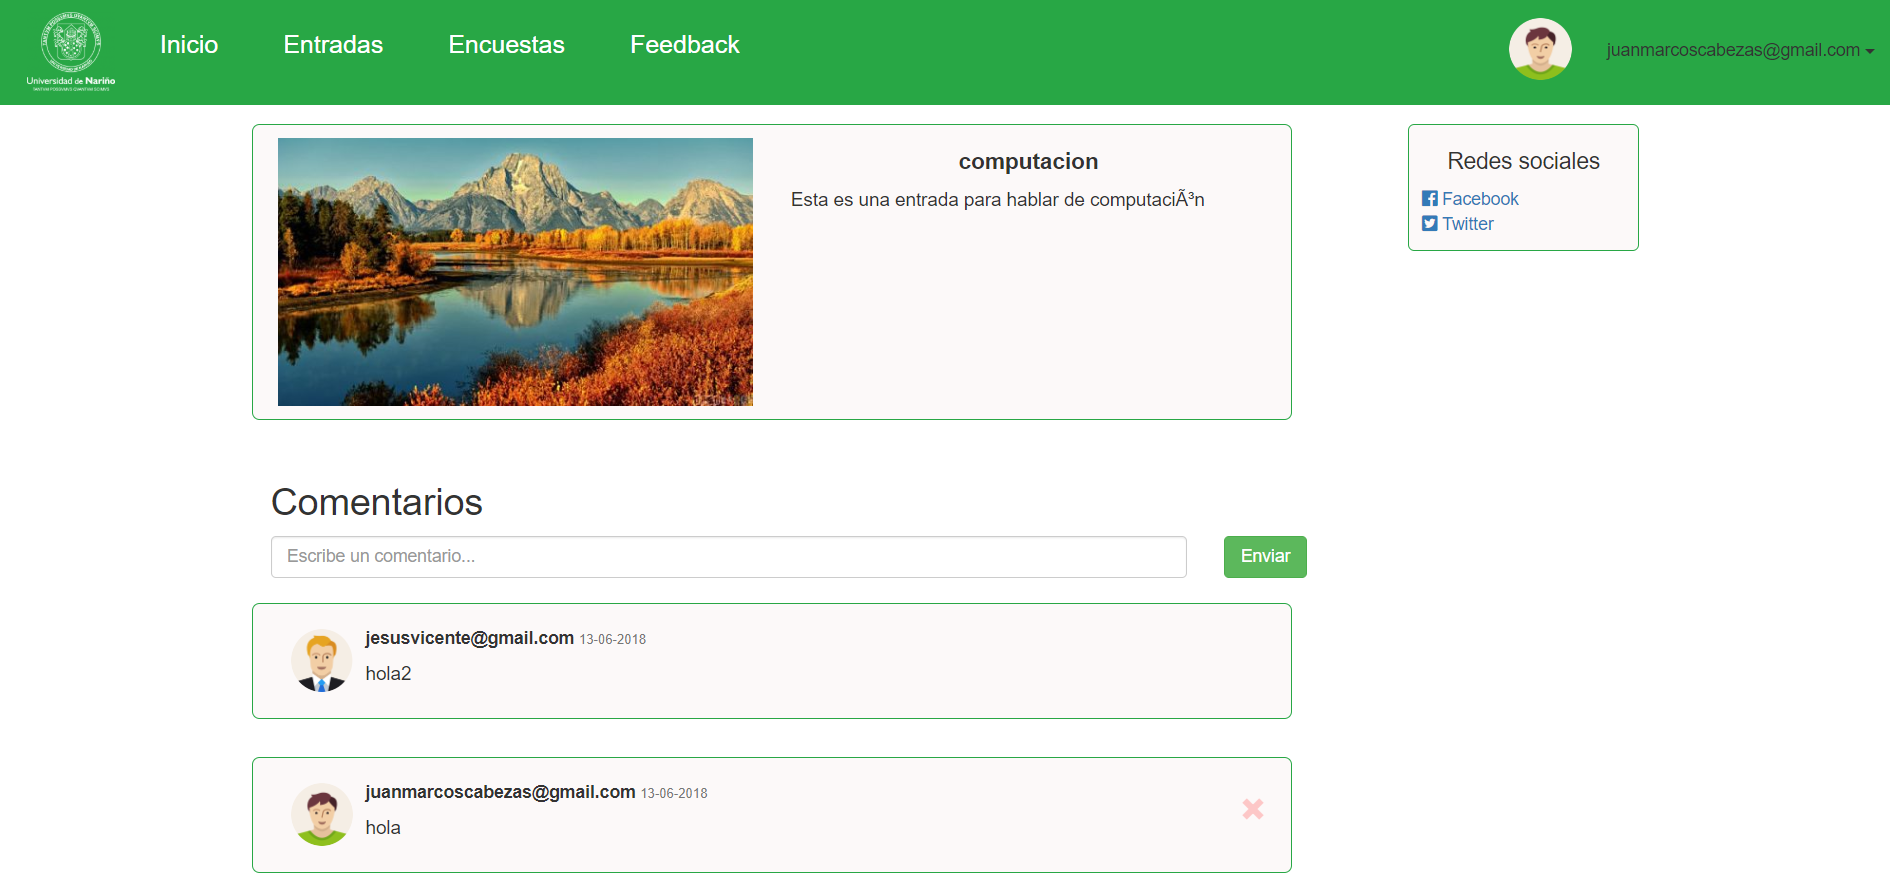 Universidad de Nariño
Inicio
Entradas
Encuestas
Feedback
juanmarcoscabezas@gmail.com
computacion
Esta es una entrada para hablar de computaciÃ³n
Redes sociales
Facebook
Twitter
Comentarios
Escribe un comentario...
Enviar
jesusvicente@gmail.com 13-06-2018
hola2
juanmarcoscabezas@gmail.com 13-06-2018
hola